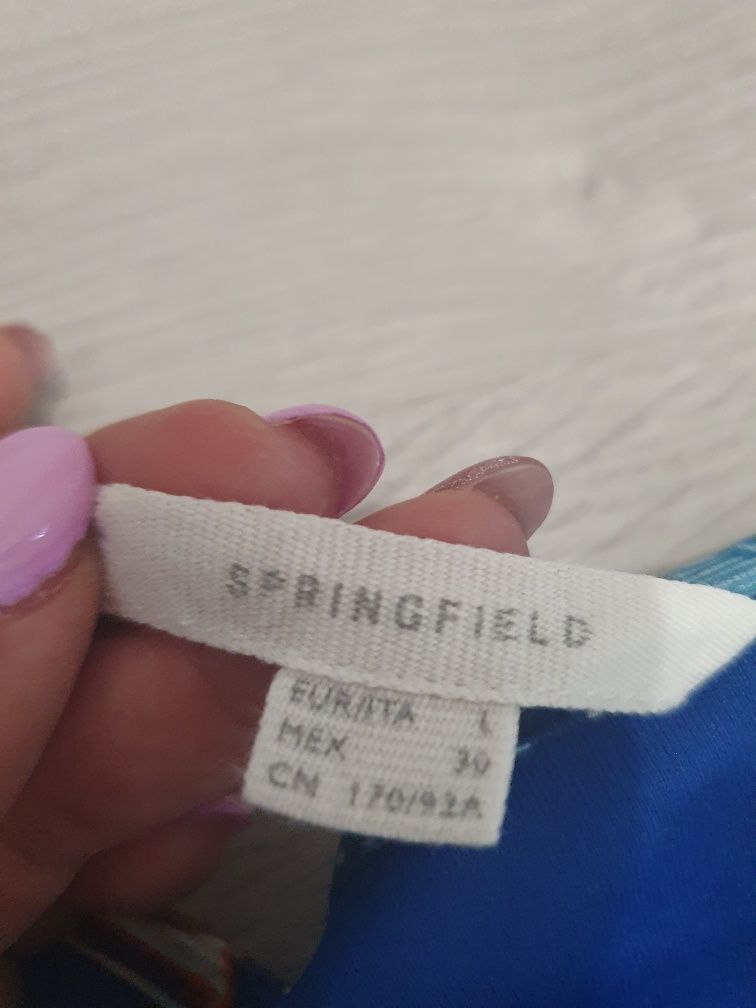 SPRINGFIELD
EUR/ITA L
MEX 30
CN 170/92A